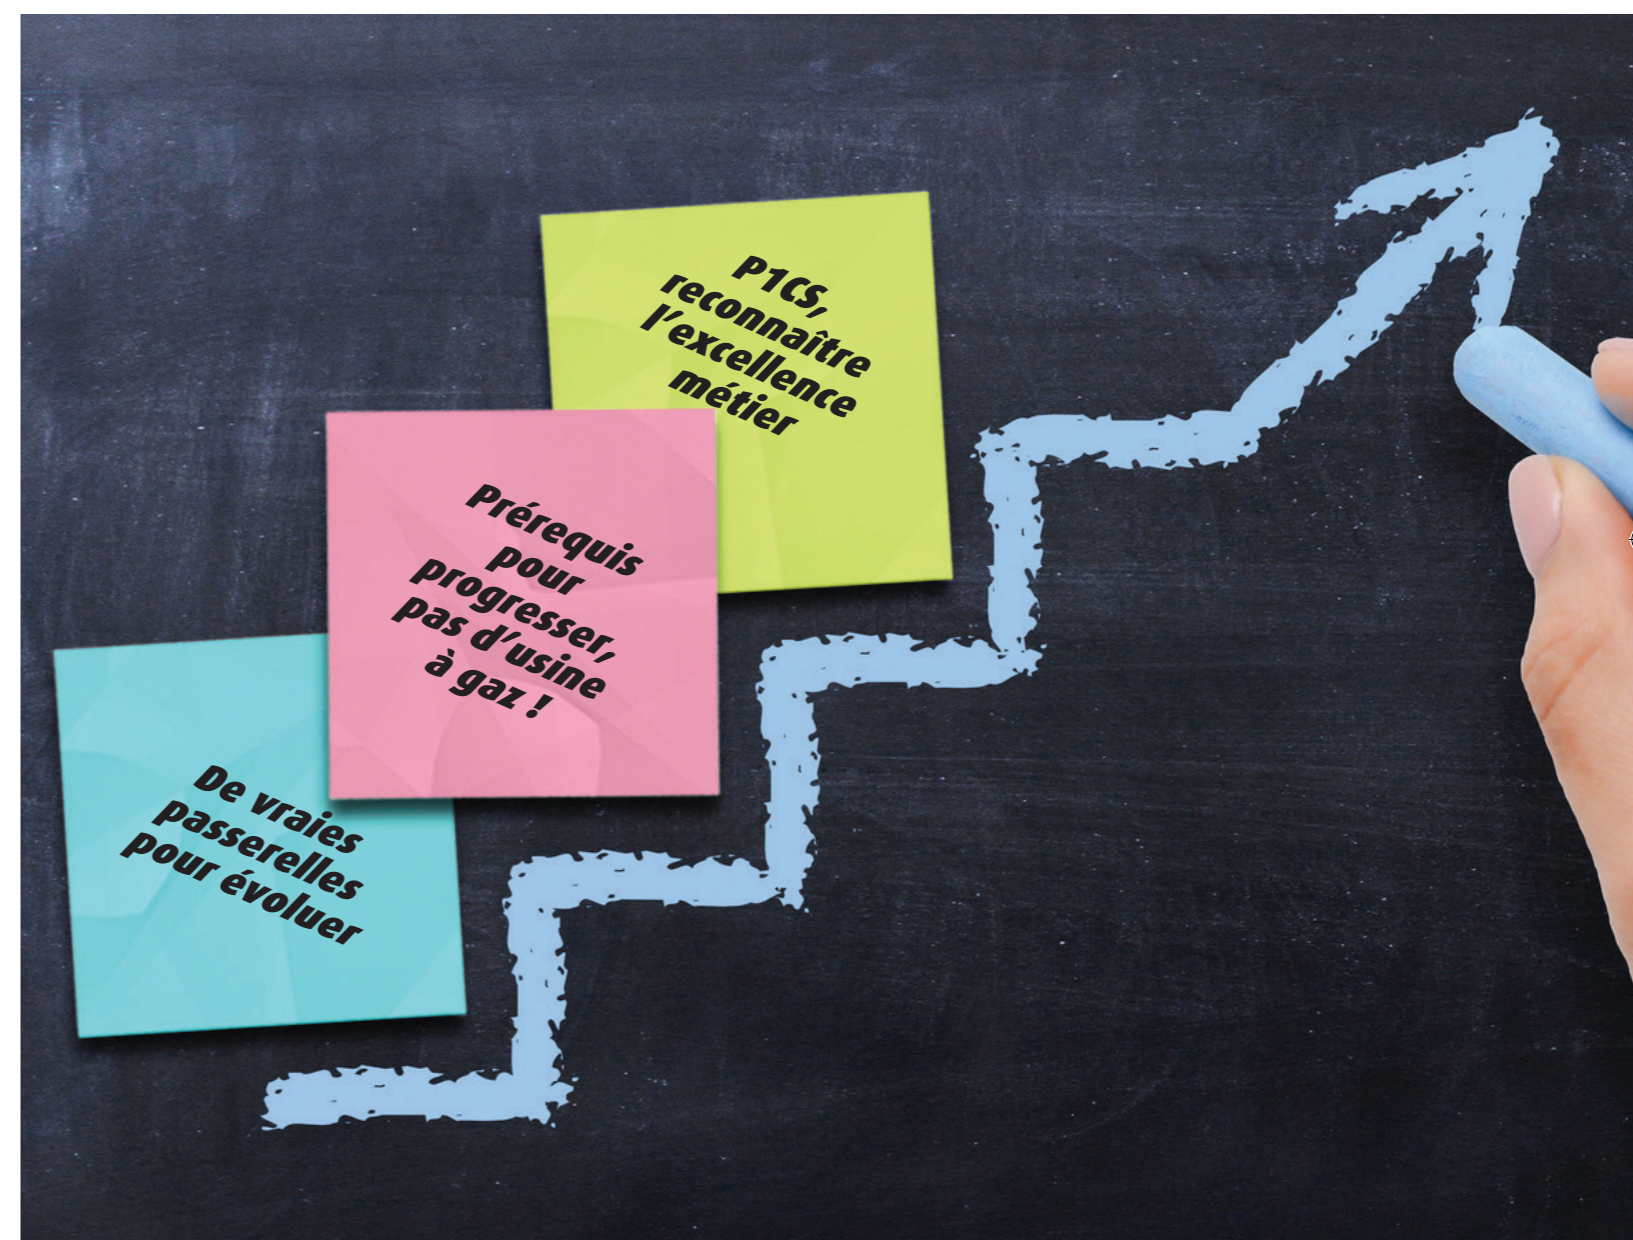 P1CS,
reconnaître
l’excellence
métier
Prérequis
pour
progresser,
pas d’usine
à gaz !
De vraies
passerelles
pour évoluer